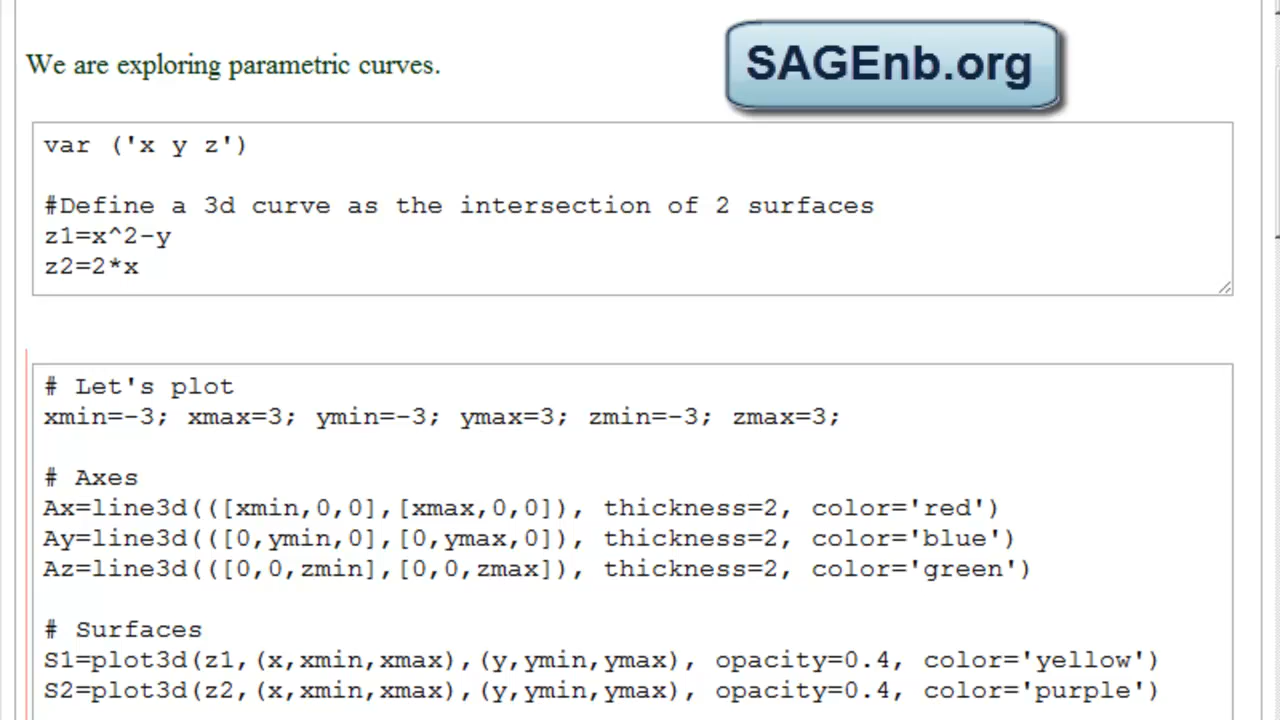 We are exploring parametric curves.
SAGEnb.org
var ('x y z')
#Define a 3d curve as the intersection of 2 surfaces
z1=x^2-y
z2=2*x
# Let's plot
xmin=-3; xmax=3; ymin=-3; ymax=3; zmin=-3; zmax=3;
# Axes
Ax=line3d(([xmin,0,0],[xmax,0,0]), thickness=2, color='red')
Ay=line3d(([0,ymin,0],[0,ymax,0]), thickness=2, color='blue')
Az=line3d(([0,0,zmin],[0,0,zmax]), thickness=2, color='green')
# Surfaces
S1=plot3d(z1,(x,xmin,xmax),(y,ymin,ymax), opacity=0.4, color='yellow')
S2=plot3d(z2,(x,xmin,xmax),(y,ymin,ymax), opacity=0.4, color='purple')